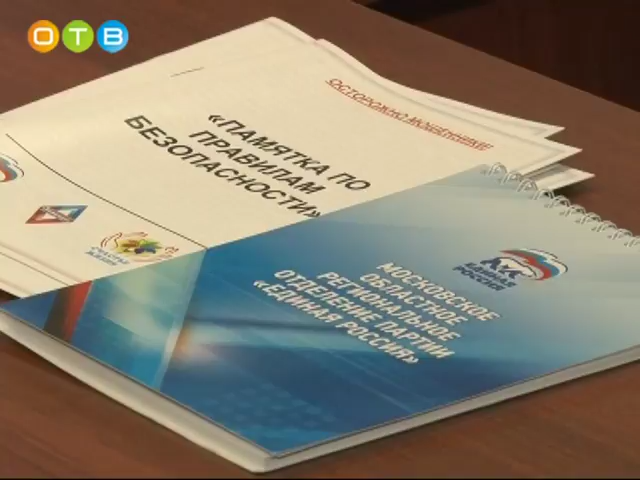 ОТВ
ОСТОРОЖНО МОШЕННИКИ!
«ПАМЯТКА ПО
ПРАВИЛАМ
БЕЗОПАСНОСТИ»
ЕДИНАЯ
РОССИЯ
МОСКОВСКОЕ
ОБЛАСТНОЕ
РЕГИОНАЛЬНОЕ
ОТДЕЛЕНИЕ ПАРТИИ
«ЕДИНАЯ РОССИЯ»